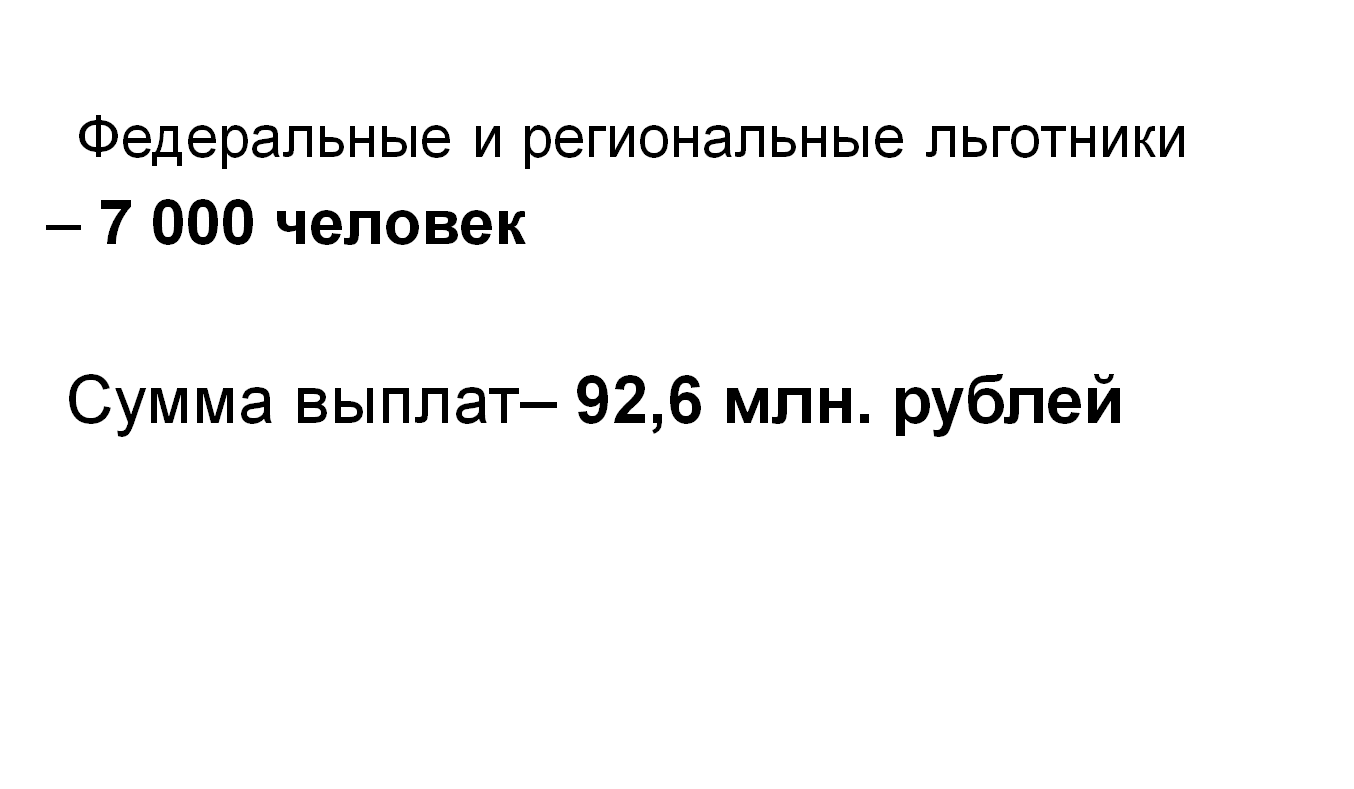 Федеральные и региональные льготники
– 7 000 человек
Сумма выплат– 92,6 млн. рублей